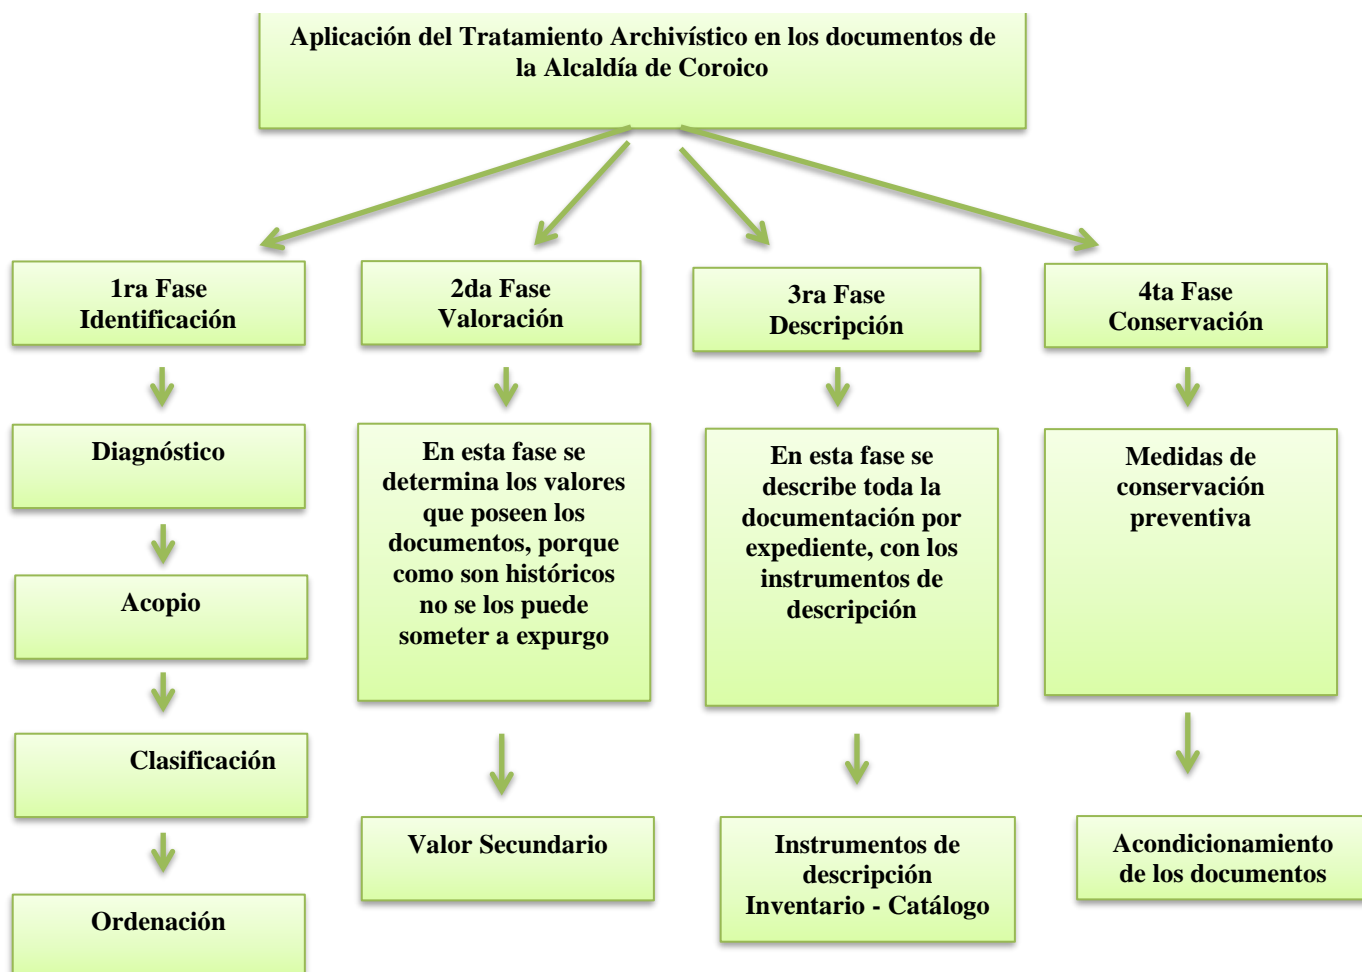 Aplicación del Tratamiento Archivístico en los documentos de
la Alcaldía de Coroico
1ra Fase
Identificación
2da Fase
Valoración
3ra Fase
Descripción
4ta Fase
Conservación
Diagnóstico
Acopio
Clasificación
Ordenación
En esta fase se
determina los valores
que poseen los
documentos, porque
como son históricos
no se los puede
someter a expurgo
Valor Secundario
En esta fase se
describe toda la
documentación por
expediente, con los
instrumentos de
descripción
Instrumentos de
descripción
Inventario - Catálogo
Medidas de
conservación
preventiva
Acondicionamiento
de los documentos